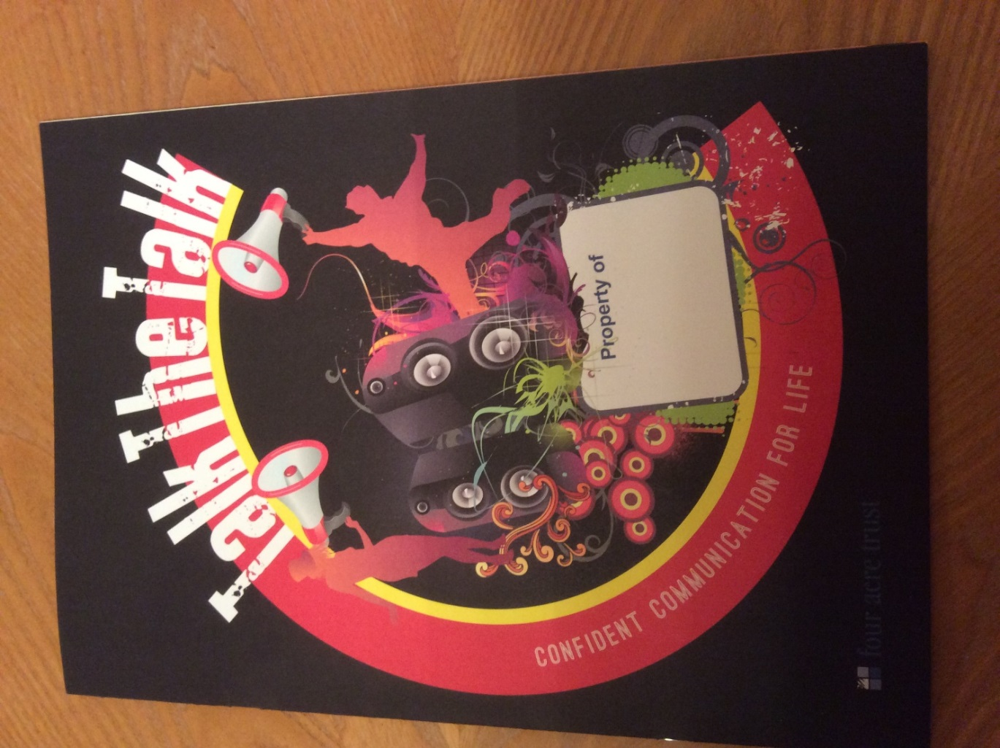 Talk the Talk
Property of
CONFIDENT COMMUNICATION FOR LIFE
four acre trust